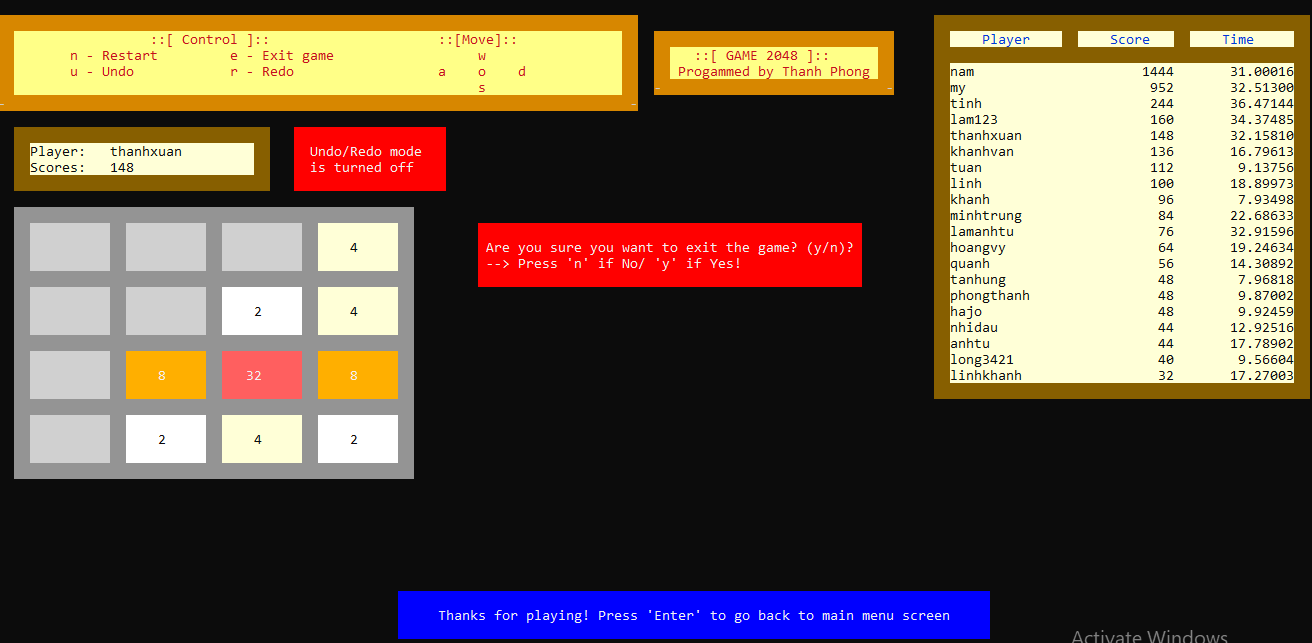 ::[ Control ]:: ::[Move]::
n - Restart e - Exit game w
u - Undo r - Redo a o d
s
::[ GAME 2048 ]::
Progammed by Thanh Phong
Player: thanhxuan
Scores: 148
Undo/Redo mode
is turned off
4
2 4
8 32 8
2 4 2
Are you sure you want to exit the game? (y/n)?
--> Press 'n' if No/ 'y' if Yes!
Player Score Time
nam 1444 31.00016
my 952 32.51300
tinh 244 36.47144
lam123 160 34.37485
thanhxuan 148 32.15810
khanhvan 136 16.79613
tuan 112 9.13756
linh 100 18.89973
khanh 96 7.93498
minhtrung 84 22.68633
lamanhtu 76 32.91596
hoangvy 64 19.24634
quanh 56 14.30892
tanhung 48 7.96818
phongthanh 48 9.87002
hajo 48 9.92459
nhidau 44 12.92516
anhtu 44 17.78902
long3421 40 9.56604
linhkhanh 32 17.27003
Thanks for playing! Press 'Enter' to go back to main menu screen
Activate Windows